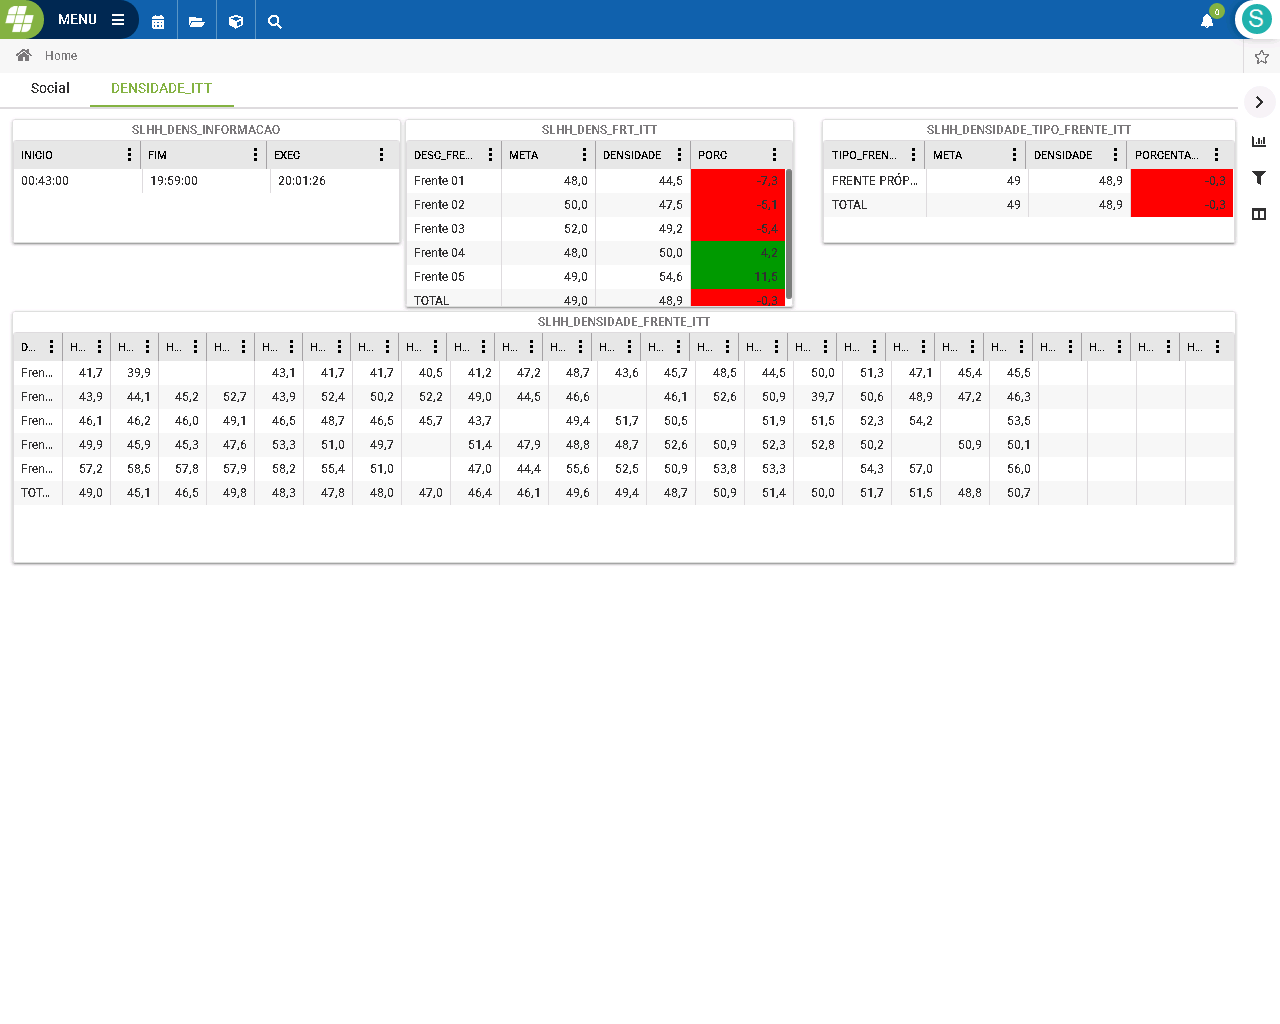 MENU
0
S
Home
Social DENSIDADE_ITT
SLHH_DENS_INFORMACAO
INICIO FIM EXEC
00:43:00 19:59:00 20:01:26
SLHH_DENS_FRT_ITT
DESC_FRE... META DENSIDADE PORC
Frente 01 48,0 44,5 -7,3
Frente 02 50,0 47,5 -5,1
Frente 03 52,0 49,2 -5,4
Frente 04 48,0 50,0 4,2
Frente 05 49,0 54,6 11,5
TOTAL 49,0 48,9 -0,3
SLHH_DENSIDADE_TIPO_FRENTE_ITT
TIPO_FREN... META DENSIDADE PORCENTA...
FRENTE PRÓP... 49 48,9 -0,3
TOTAL 49 48,9 -0,3
SLHH_DENSIDADE_FRENTE_ITT
D... H... H... H... H... H... H... H... H... H... H... H... H... H... H... H... H... H... H... H... H... H... H... H... H...
Fren... 41,7 39,9 43,1 41,7 41,7 40,5 41,2 47,2 48,7 43,6 45,7 48,5 44,5 50,0 51,3 47,1 45,4 45,5
Fren... 43,9 44,1 45,2 52,7 43,9 52,4 50,2 52,2 49,0 44,5 46,6 46,1 52,6 50,9 39,7 50,6 48,9 47,2 46,3
Fren... 46,1 46,2 46,0 49,1 46,5 48,7 46,5 45,7 43,7 49,4 51,7 50,5 51,9 51,5 52,3 54,2 53,5
Fren... 49,9 45,9 45,3 47,6 53,3 51,0 49,7 51,4 47,9 48,8 48,7 52,6 50,9 52,3 52,8 50,2 50,9 50,1
Fren... 57,2 58,5 57,8 57,9 58,2 55,4 51,0 47,0 44,4 55,6 52,5 50,9 53,8 53,3 54,3 57,0 56,0
TOT... 49,0 45,1 46,5 49,8 48,3 47,8 48,0 47,0 46,4 46,1 49,6 49,4 48,7 50,9 51,4 50,0 51,7 51,5 48,8 50,7